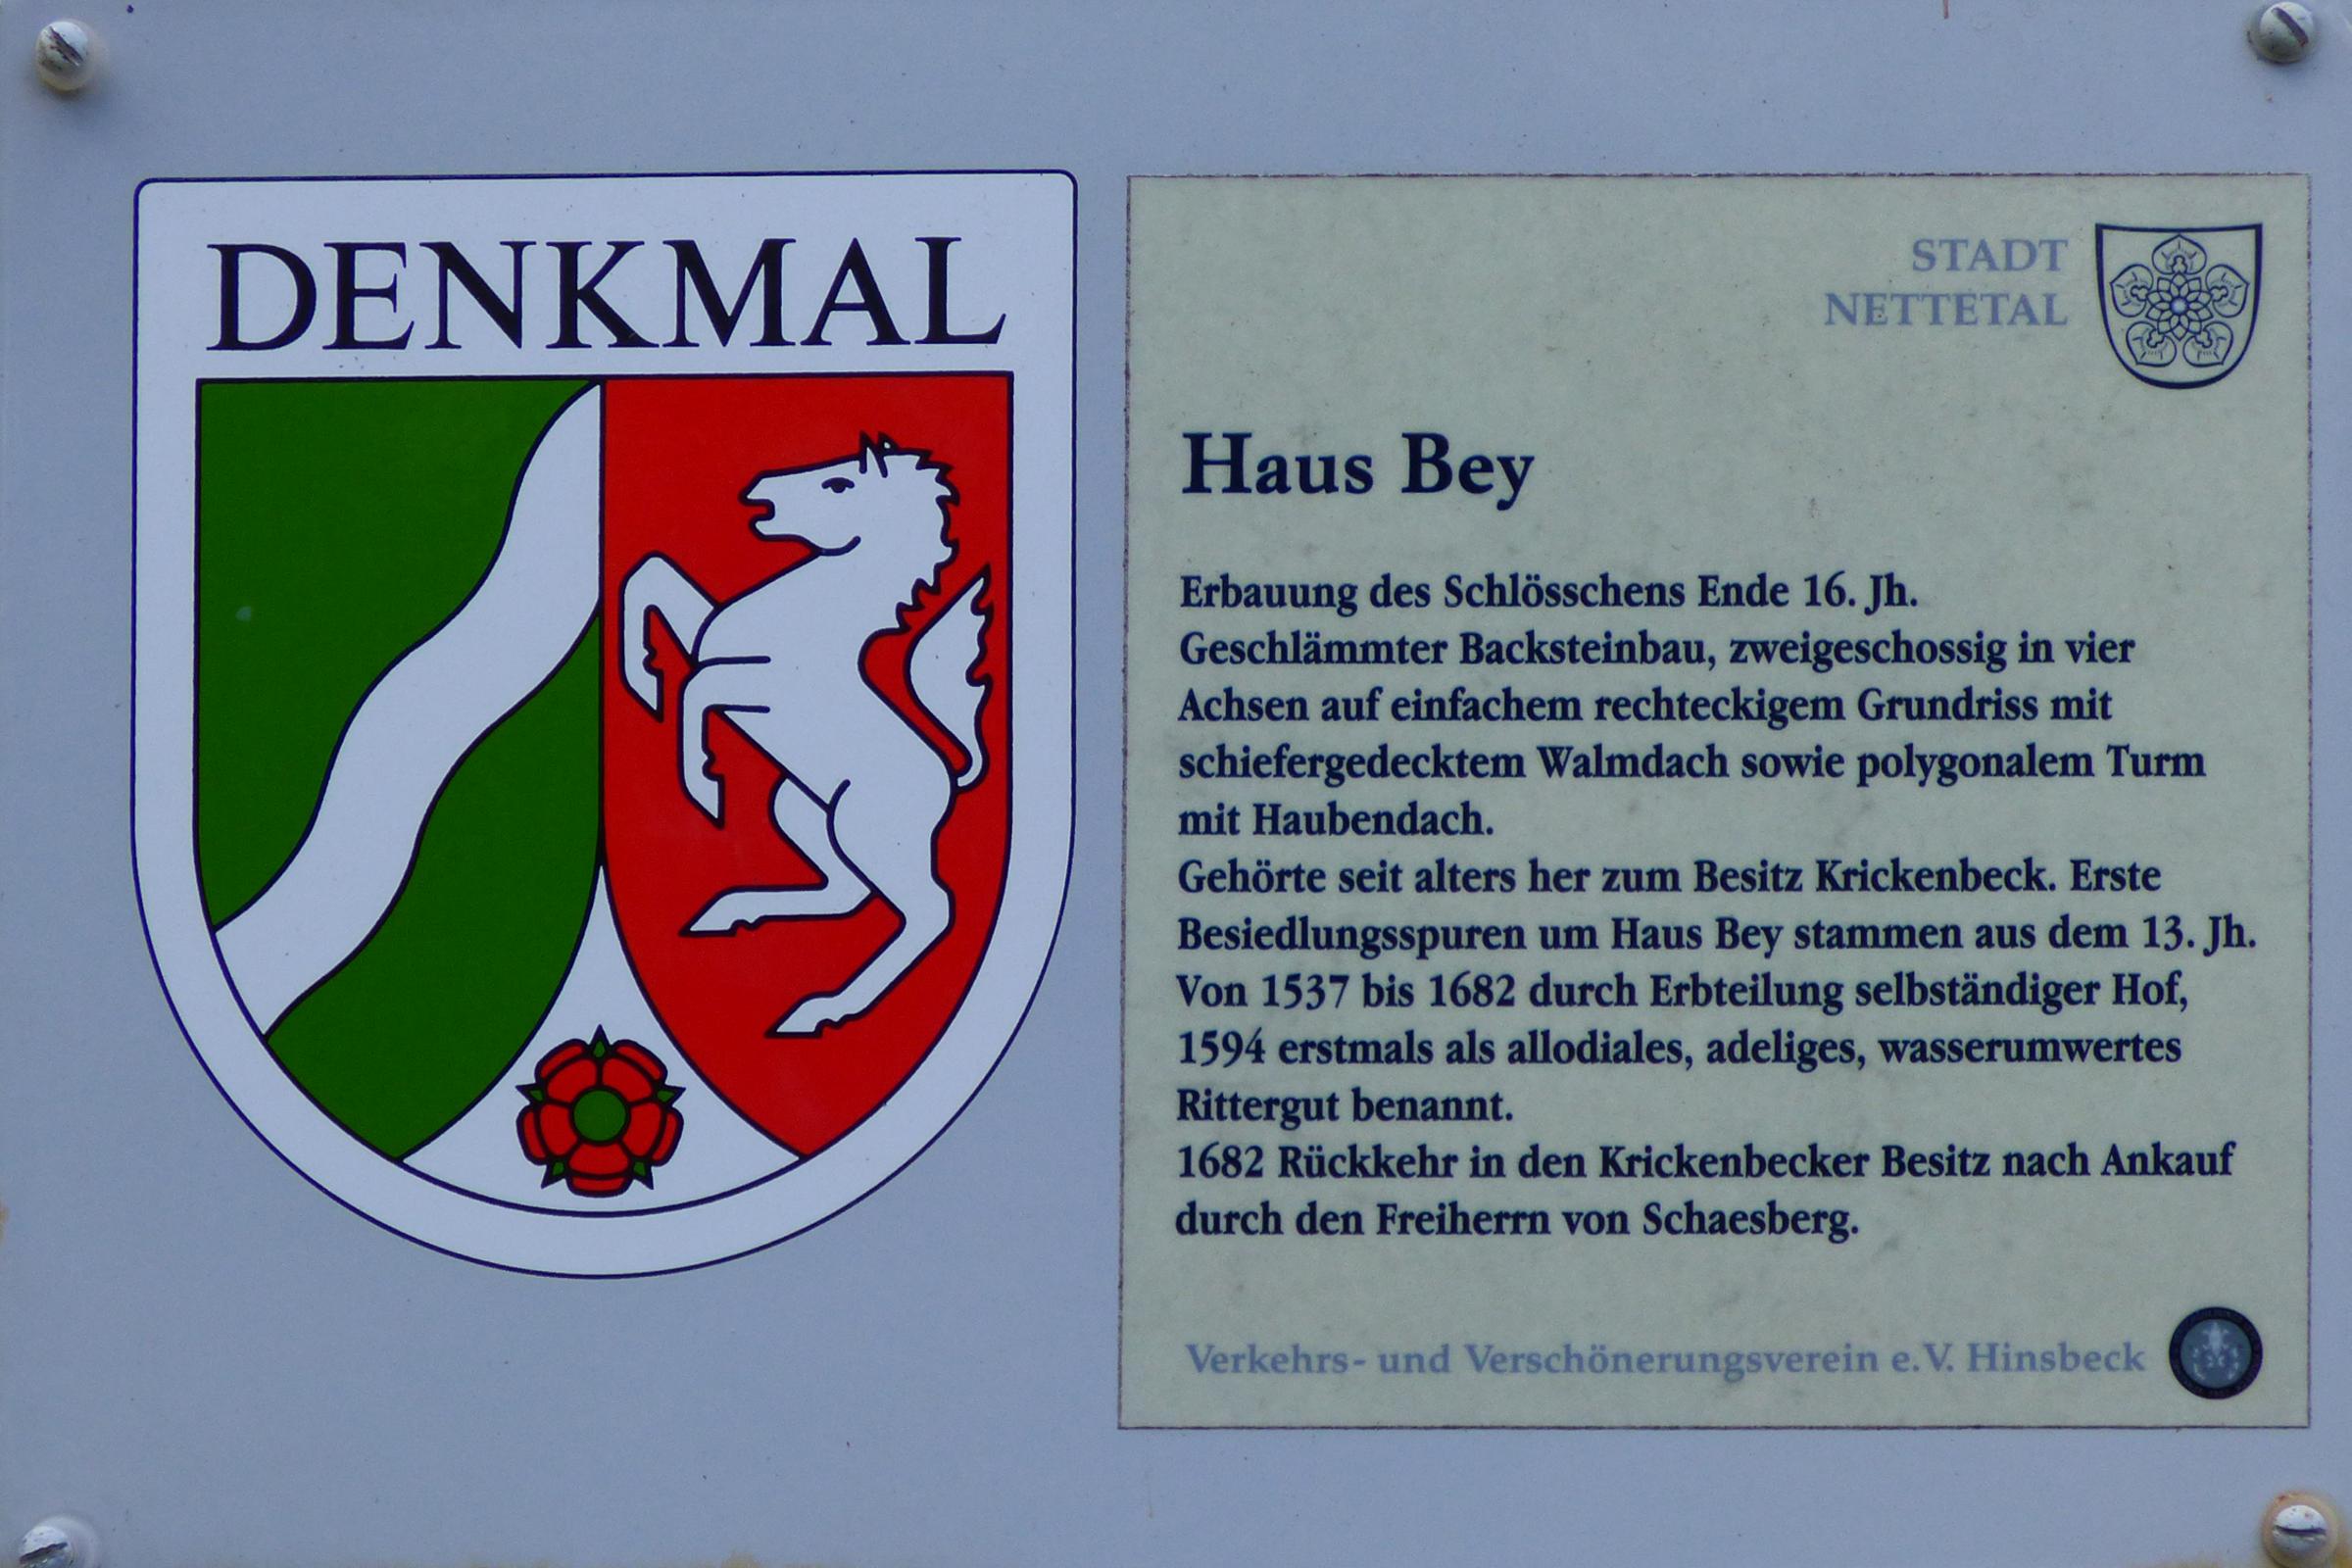 DENKMAL
STADT
NETTETAL
Haus Bey
Erbauung des Schlösschens Ende 16. Jh.
Geschlämmter Backsteinbau, zweigeschossig in vier
Achsen auf einfachem rechteckigem Grundriss mit
schiefergedecktem Walmdach sowie polygonalem Turm
mit Haubendach.
Gehörte seit alters her zum Besitz Krickenbeck. Erste
Besiedlungsspuren um Haus Bey stammen aus dem 13. Jh.
Von 1537 bis 1682 durch Erbteilung selbständiger Hof,
1594 erstmals als allodiales, adeliges, wasserumwertes
Rittergut benannt.
1682 Rückkehr in den Krickenbecker Besitz nach Ankauf
durch den Freiherrn von Schaesberg.
Verkehrs- und Verschönerungsverein e.V. Hinsbeck